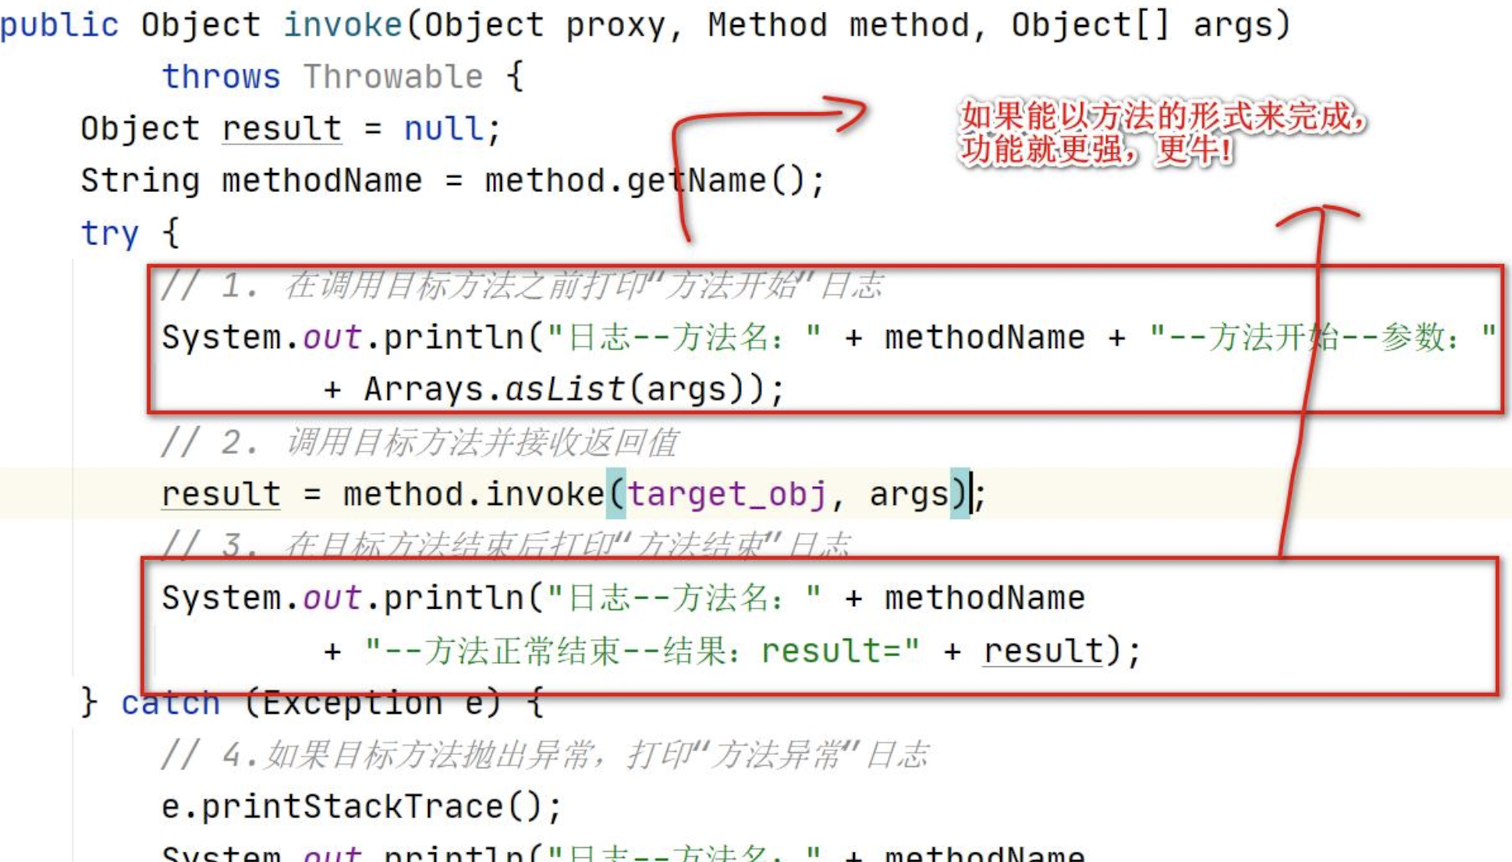 public Object invoke(Object proxy, Method method, Object[] args)
throws Throwable {
如果能以方法的形式来完成，
功能就更强，更牛!
Object result = null;
String methodName = method.getName();
try {
// 1. 在调用目标方法之前打印“方法开始”日志
System.out.println("日志--方法名：" + methodName + "--方法开始--参数："
+ Arrays.asList(args));
// 2. 调用目标方法并接收返回值
result = method.invoke(target_obj, args);
// 3. 在目标方法结束后打印“方法结束”日志
System.out.println("日志--方法名：" + methodName
+ "--方法正常结束--结果：result=" + result);
} catch (Exception e) {
// 4.如果目标方法抛出异常，打印“方法异常”日志
e.printStackTrace();
System.out.println("日志--方法名：" + methodName